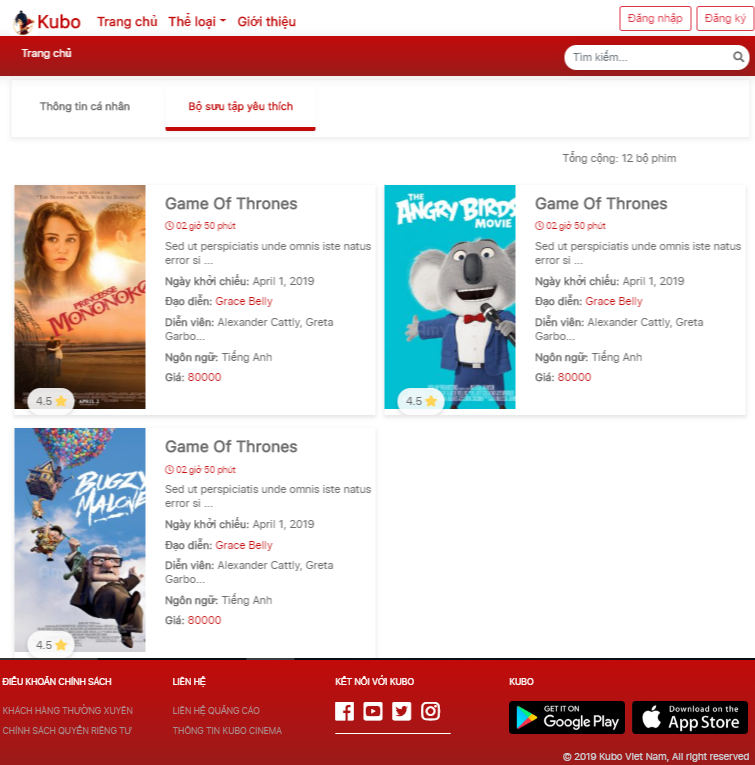 Kubo Trang chủ Thể loại Giới thiệu Đăng nhập Đăng ký
Trang chủ Tìm kiếm...
Thông tin cá nhân Bộ sưu tập yêu thích
Tổng cộng: 12 bộ phim
PRINCESSE
MONONOKE
APRIL 2
4.5
Game Of Thrones
02 giờ 50 phút
Sed ut perspiciatis unde omnis iste natus
error si ...
Ngày khởi chiếu: April 1, 2019
Đạo diễn: Grace Belly
Diễn viên: Alexander Cattly, Greta
Garbo...
Ngôn ngữ: Tiếng Anh
Giá: 80000
THE
ANGRY BIRDS
MOVIE
4.5
Game Of Thrones
02 giờ 50 phút
Sed ut perspiciatis unde omnis iste natus
error si ...
Ngày khởi chiếu: April 1, 2019
Đạo diễn: Grace Belly
Diễn viên: Alexander Cattly, Greta
Garbo...
Ngôn ngữ: Tiếng Anh
Giá: 80000
BUGZY
MALONE
4.5
Game Of Thrones
02 giờ 50 phút
Sed ut perspiciatis unde omnis iste natus
error si ...
Ngày khởi chiếu: April 1, 2019
Đạo diễn: Grace Belly
Diễn viên: Alexander Cattly, Greta
Garbo...
Ngôn ngữ: Tiếng Anh
Giá: 80000
ĐIỀU KHOẢN CHÍNH SÁCH
KHÁCH HÀNG THƯỜNG XUYÊN
CHÍNH SÁCH QUYỀN RIÊNG TƯ
LIÊN HỆ
LIÊN HỆ QUẢNG CÁO
THÔNG TIN KUBO CINEMA
KẾT NỐI VỚI KUBO
KUBO
GET IT ON
Google Play
Download on the
App Store
© 2019 Kubo Viet Nam, All right reserved